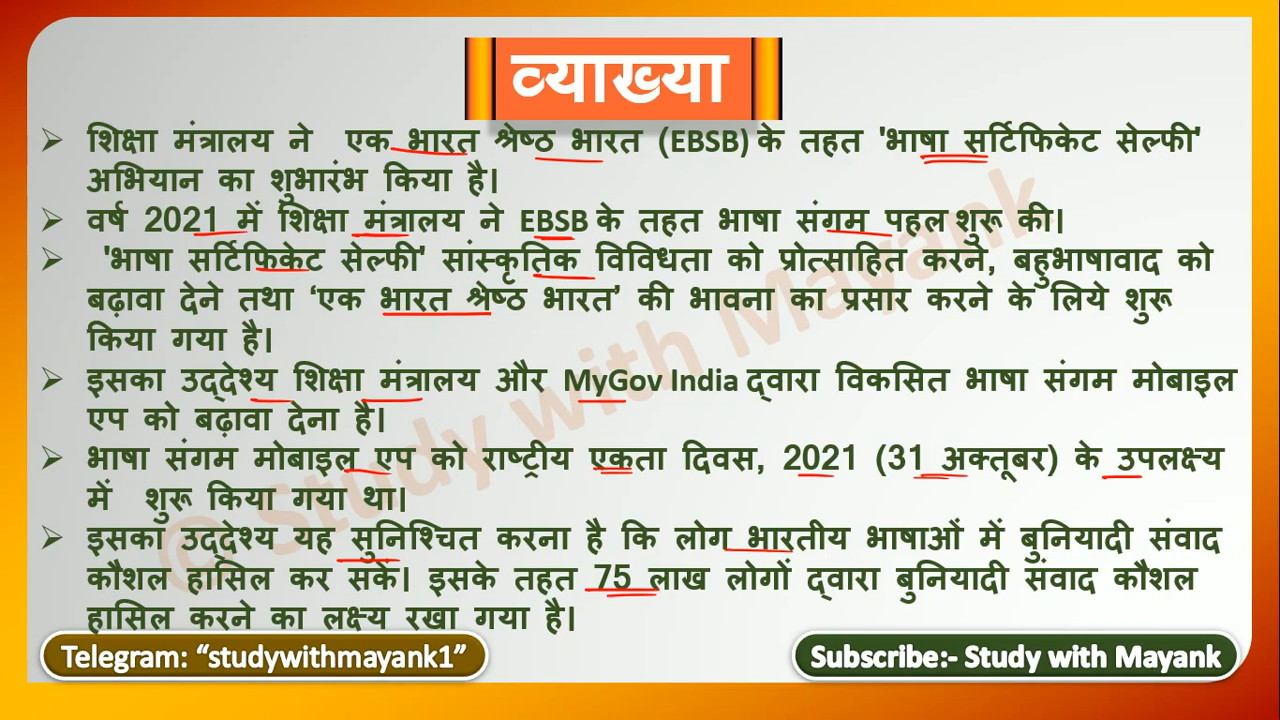 व्याख्या
➢ शिक्षा मंत्रालय ने एक भारत श्रेष्ठ भारत (EBSB) के तहत 'भाषा सर्टिफिकेट सेल्फी'
अभियान का शुभारंभ किया है।
➢ वर्ष 2021 में शिक्षा मंत्रालय ने EBSB के तहत भाषा संगम पहल शुरू की।
➢ 'भाषा सर्टिफिकेट सेल्फी' सांस्कृतिक विविधता को प्रोत्साहित करने, बहुभाषावाद को
बढ़ावा देने तथा ‘एक भारत श्रेष्ठ भारत’ की भावना का प्रसार करने के लिये शुरू
किया गया है।
➢ इसका उद्देश्य शिक्षा मंत्रालय और MyGov India द्वारा विकसित भाषा संगम मोबाइल
एप को बढ़ावा देना है।
➢ भाषा संगम मोबाइल एप को राष्ट्रीय एकता दिवस, 2021 (31 अक्तूबर) के उपलक्ष्य
में शुरू किया गया था।
➢ इसका उद्देश्य यह सुनिश्चित करना है कि लोग भारतीय भाषाओं में बुनियादी संवाद
कौशल हासिल कर सकें। इसके तहत 75 लाख लोगों द्वारा बुनियादी संवाद कौशल
हासिल करने का लक्ष्य रखा गया है।
© Study with Mayank
Telegram: “studywithmayank1”
Subscribe:- Study with Mayank